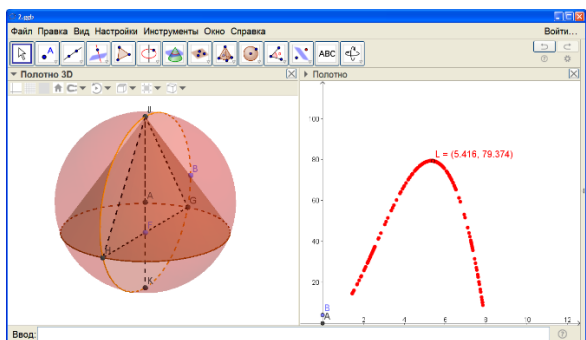 7.ggb
Файл Правка Вид Настройки Инструменты Окно Справка Войти...
ABC
Полотно 3D
Полотно
A
B
G
K
L = (5.416, 79.374)
100
80
60
40
20
B
A
2 4 6 8 10 12
Ввод: